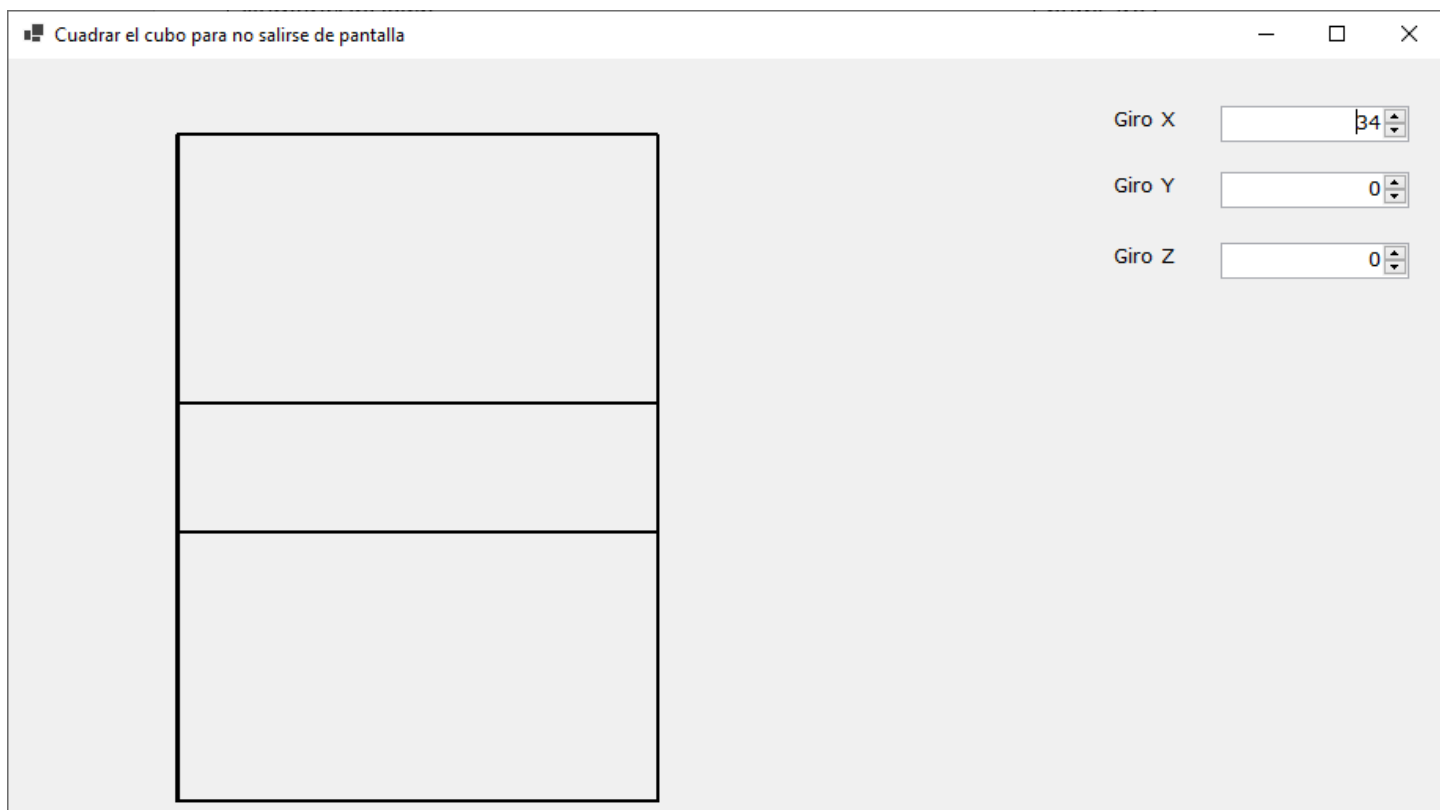 Cuadrar el cubo para no salirse de pantalla
Giro X 34
Giro Y 0
Giro Z 0